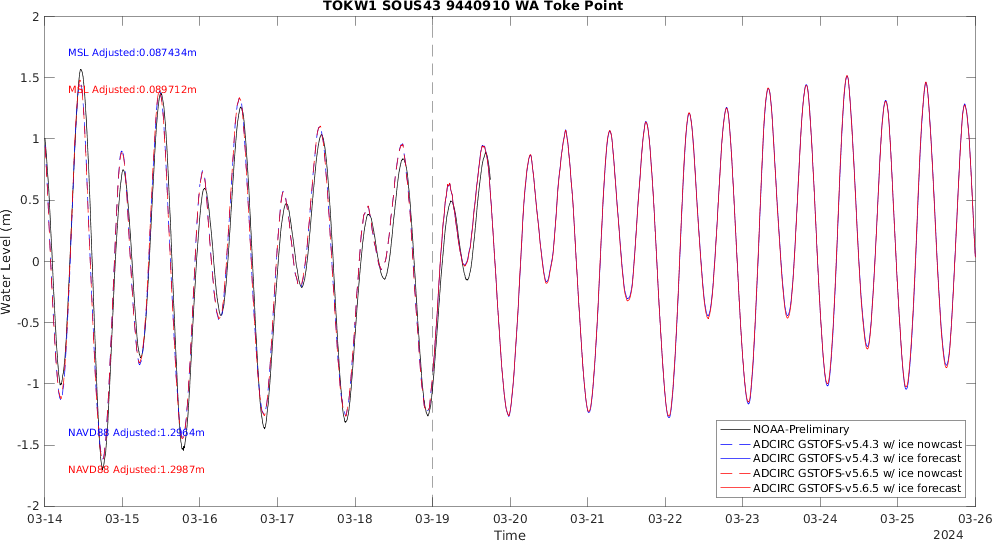 TOKW1 SOUS43 9440910 WA Toke Point
2
1.5
1
0.5
0
-0.5
-1
-1.5
-2
Water Level (m)
MSL Adjusted:0.087434m
MSL Adjusted:0.089712m
NAVD88 Adjusted:1.2964m
NAVD88 Adjusted:1.2987m
NOAA-Preliminary
ADCIRC GSTOFS-v5.4.3 w/ ice nowcast
ADCIRC GSTOFS-v5.4.3 w/ ice forecast
ADCIRC GSTOFS-v5.6.5 w/ ice nowcast
ADCIRC GSTOFS-v5.6.5 w/ ice forecast
03-14 03-15 03-16 03-17 03-18 03-19 03-20 03-21 03-22 03-23 03-24 03-25 03-26
Time
2024